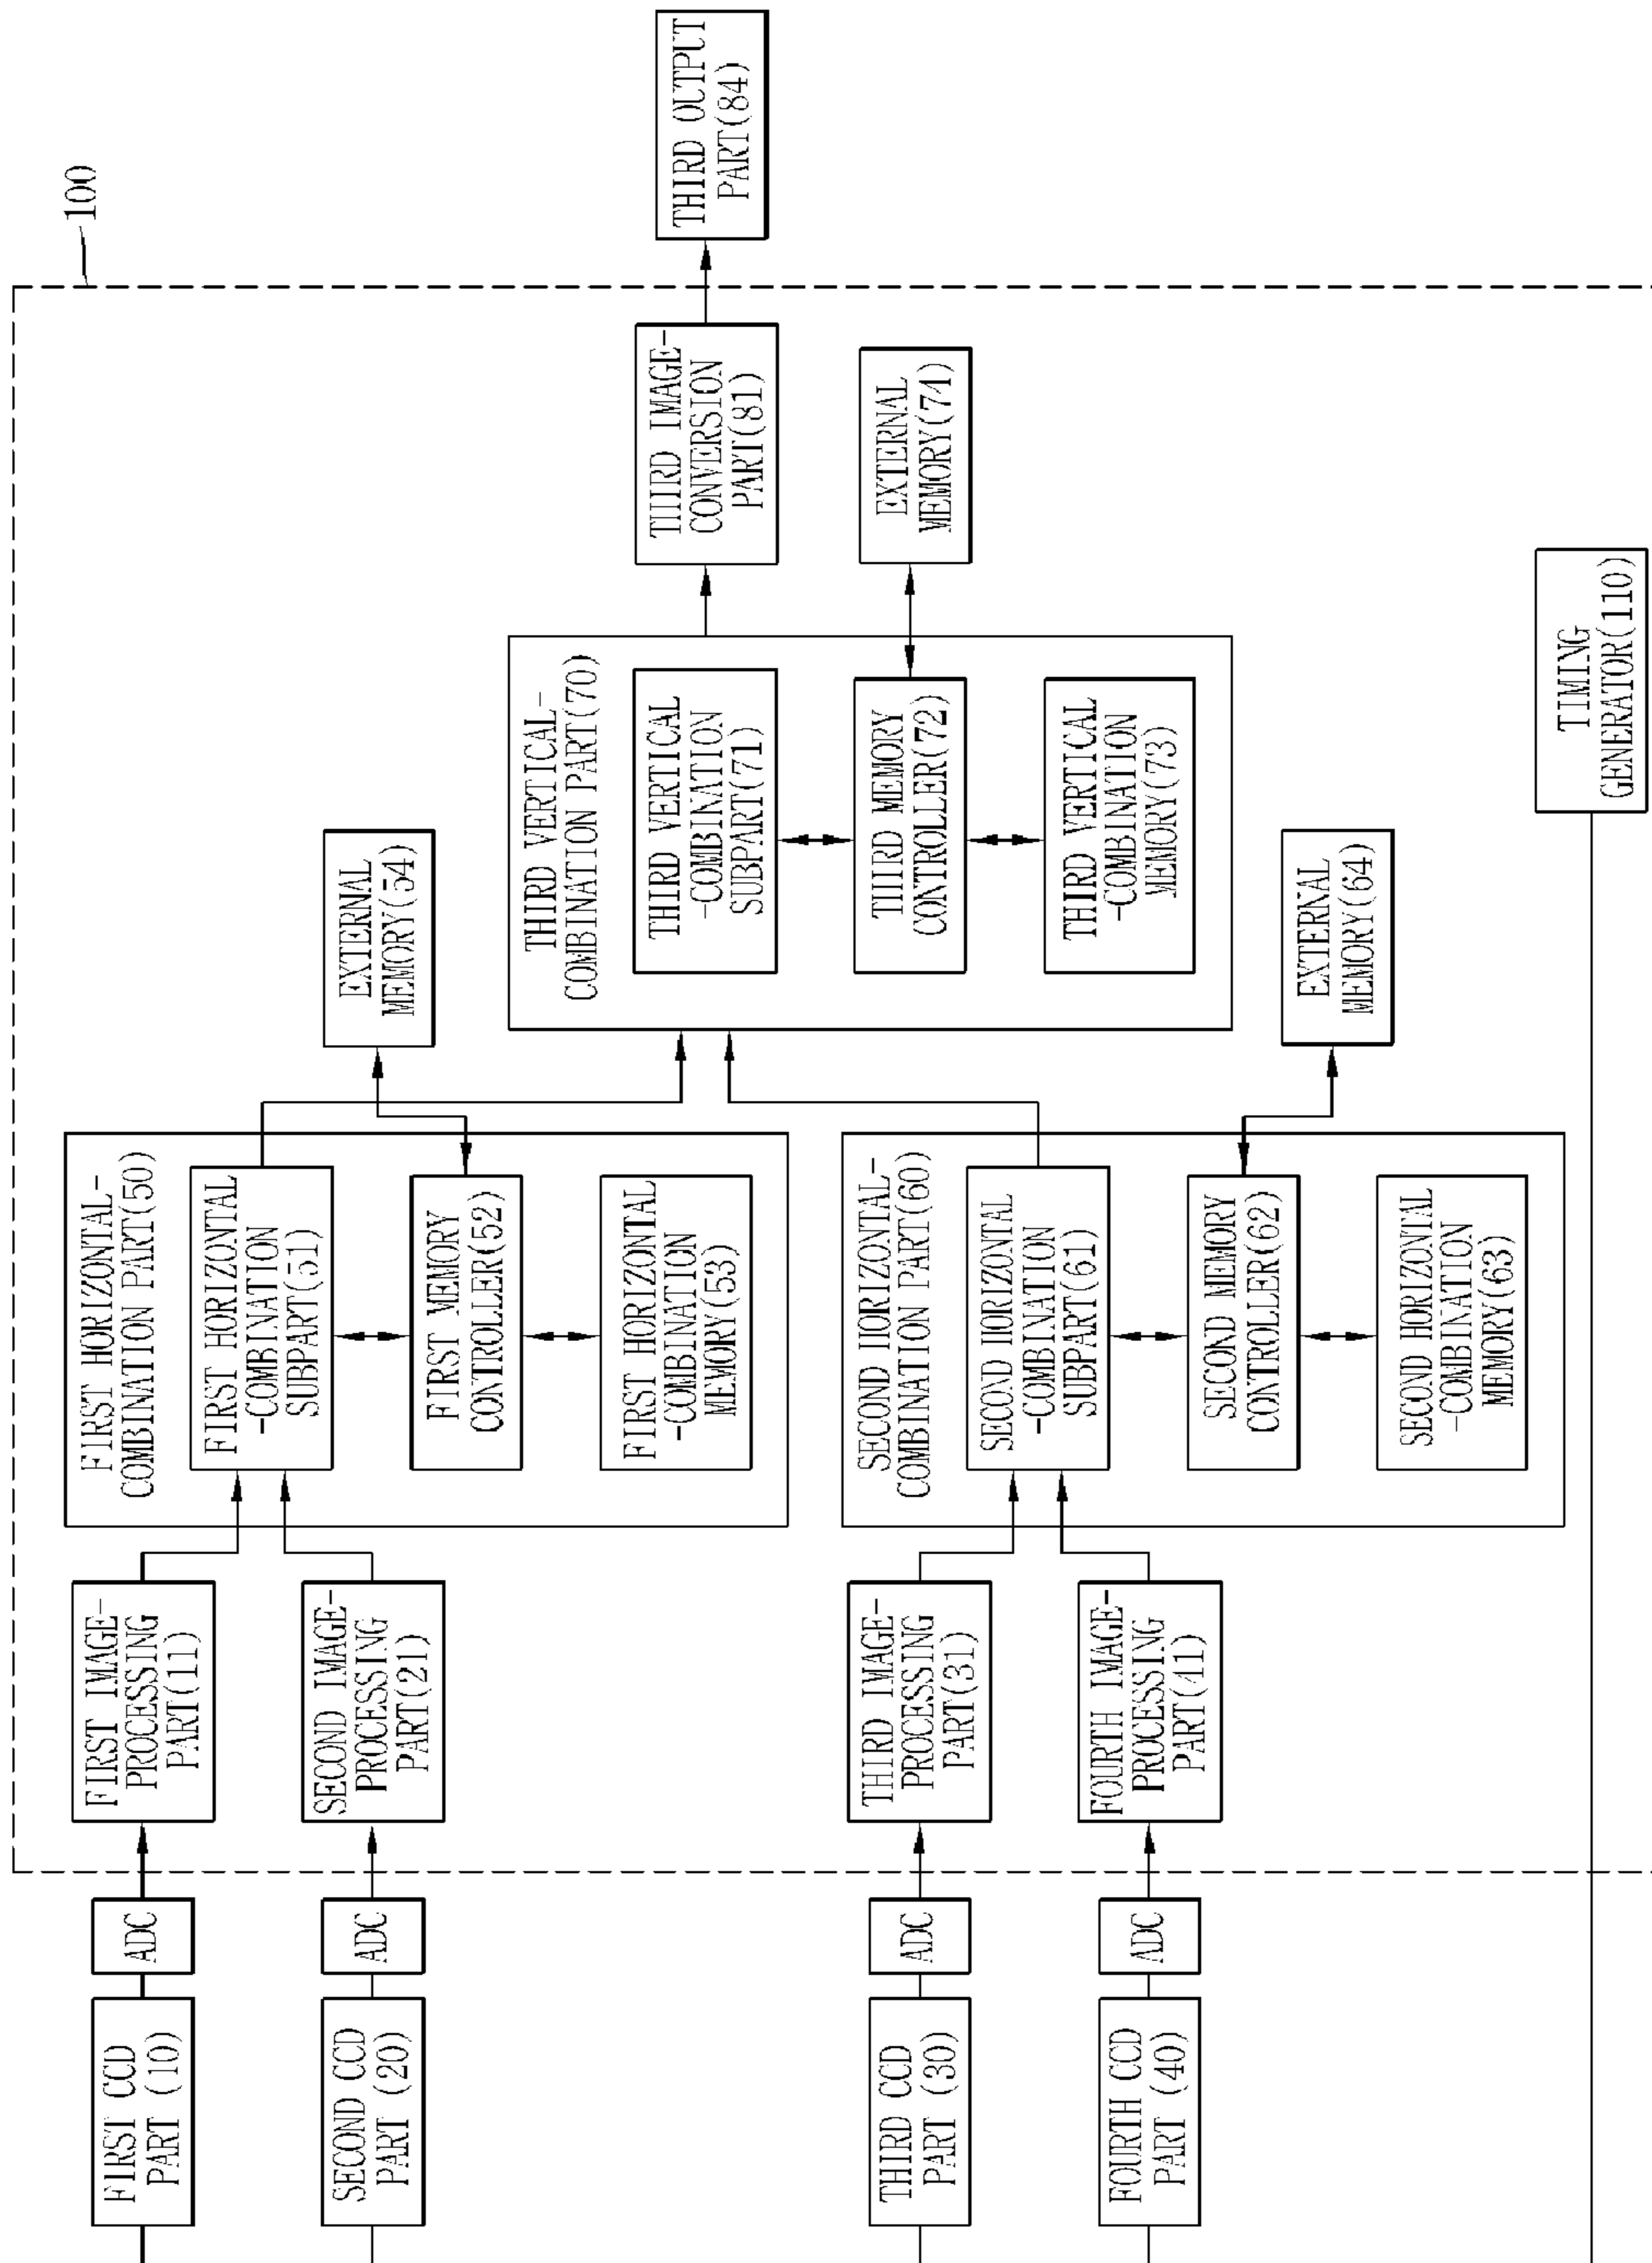 100
FIRST CCD
PART (10)
ADC
FIRST IMAGE-
PROCESSING
PART(11)
SECOND CCD
PART (20)
ADC
SECOND IMAGE-
PROCESSING
PART(21)
THIRD CCD
PART (30)
ADC
THIRD IMAGE-
PROCESSING
PART(31)
FOURTH CCD
PART (40)
ADC
FOURTH IMAGE-
PROCESSING
PART(41)
FIRST HORIZONTAL-
COMBINATION PART(50)
FIRST HORIZONTAL
-COMBINATION
SUBPART(51)
FIRST MEMORY
CONTROLLER(52)
FIRST HORIZONTAL
-COMBINATION
MEMORY(53)
EXTERNAL
MEMORY(54)
SECOND HORIZONTAL-
COMBINATION PART(60)
SECOND HORIZONTAL
-COMBINATION
SUBPART(61)
SECOND MEMORY
CONTROLLER(62)
SECOND HORIZONTAL
-COMBINATION
MEMORY(63)
EXTERNAL
MEMORY(64)
THIRD VERTICAL-
COMBINATION PART(70)
THIRD VERTICAL
-COMBINATION
SUBPART(71)
THIRD MEMORY
CONTROLLER(72)
THIRD VERTICAL
-COMBINATION
MEMORY(73)
EXTERNAL
MEMORY(74)
THIRD IMAGE-
CONVERSION
PART(81)
THIRD OUTPUT
PART(84)
TIMING
GENERATOR(110)